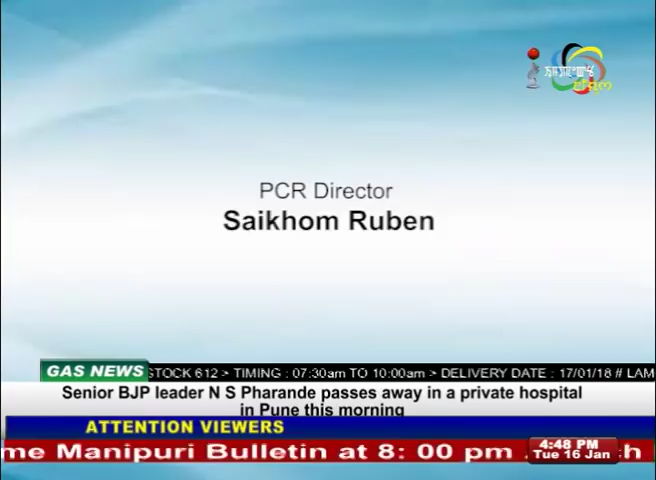 PCR Director
Saikhom Ruben
GAS NEWS
STOCK 612 > TIMING : 07:30am TO 10:00am > DELIVERY DATE : 17/01/18 # LAM
Senior BJP leader N S Pharande passes away in a private hospital
in Pune this morning
ATTENTION VIEWERS
me Manipuri Bulletin at 8: 00 pm
4:48 PM
Tue 16 Jan